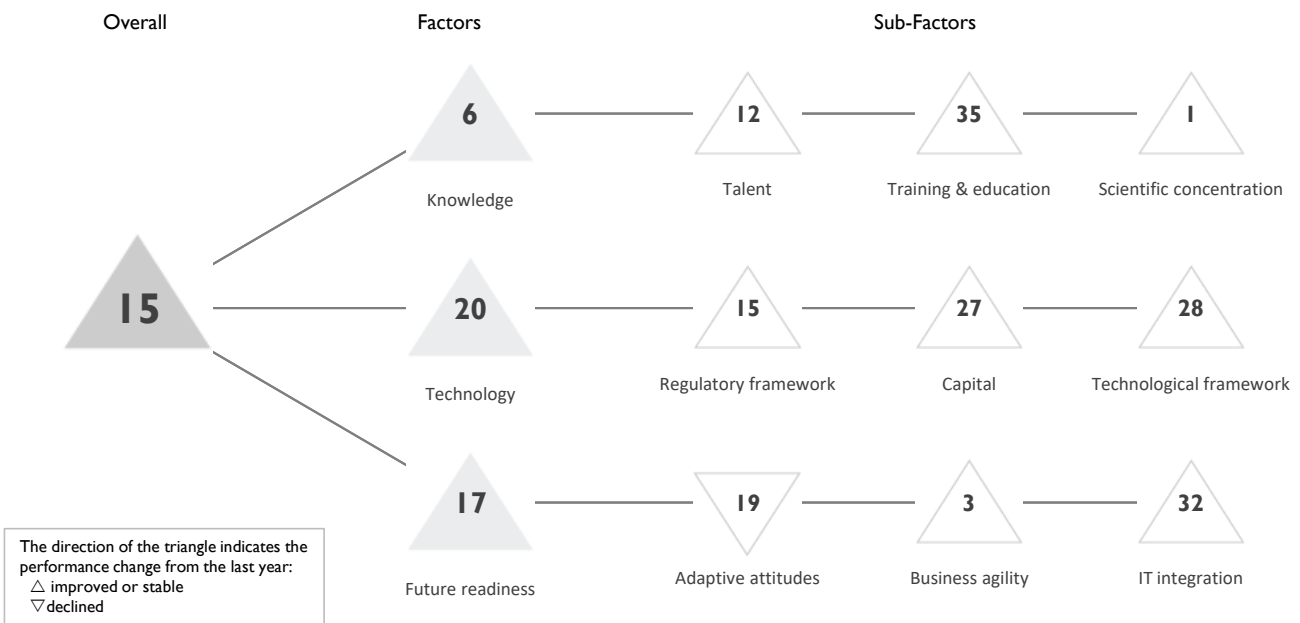 Overall
Factors
Sub-Factors
6
12
35
1
Knowledge
Talent
Training & education
Scientific concentration
15
20
15
27
28
Technology
Regulatory framework
Capital
Technological framework
17
19
3
32
Future readiness
Adaptive attitudes
Business agility
IT integration
The direction of the triangle indicates the
performance change from the last year:
△ improved or stable
▽ declined